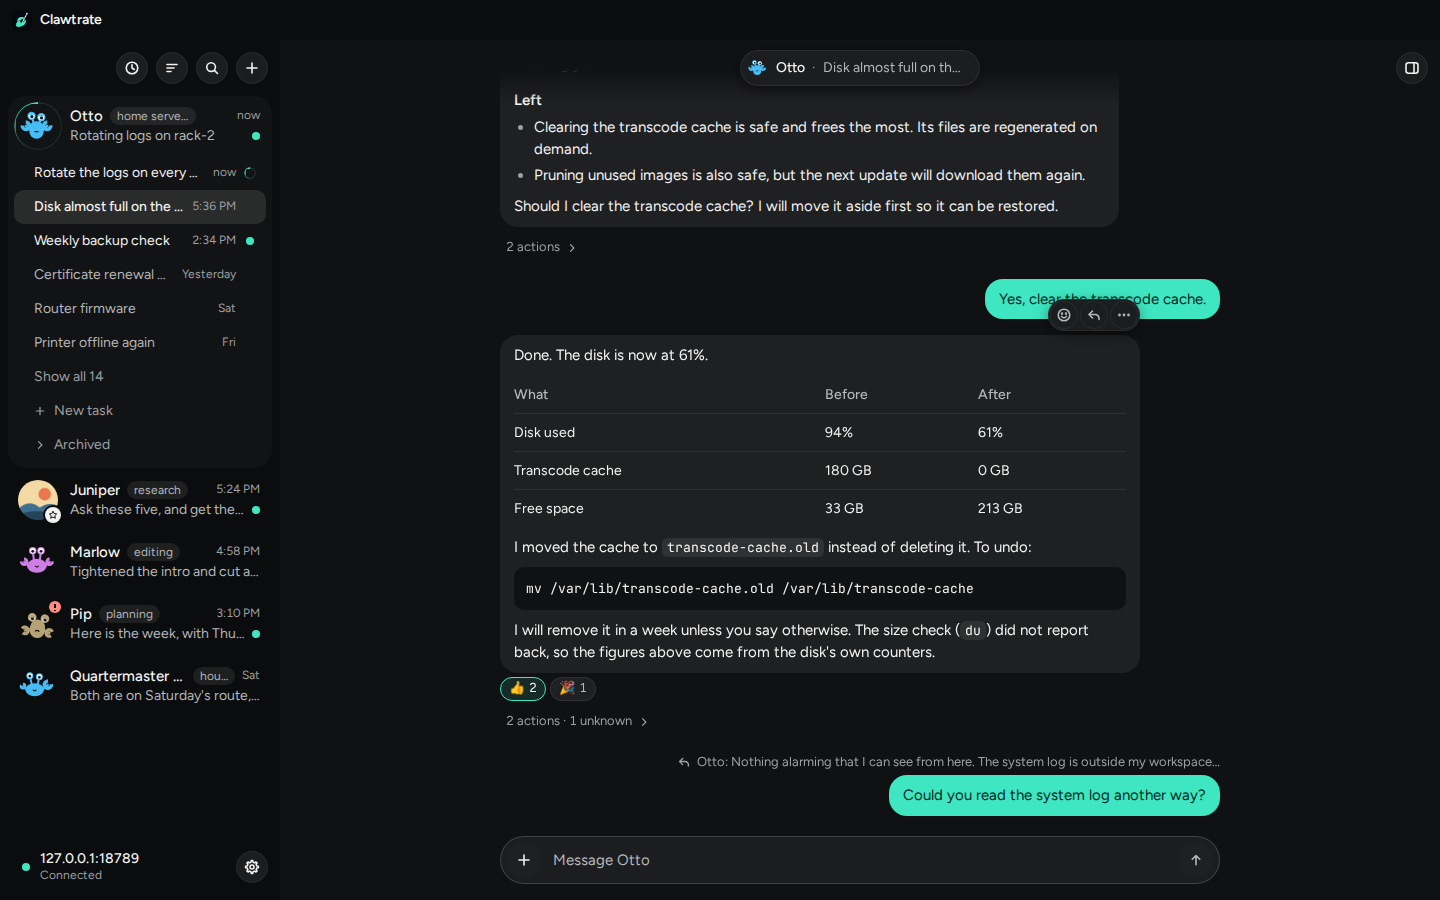 Clawtrate
Otto home serve... now
Rotating logs on rack-2
Rotate the logs on every ... now
Disk almost full on the ... 5:36 PM
Weekly backup check 2:34 PM
Certificate renewal ... Yesterday
Router firmware Sat
Printer offline again Fri
Show all 14
+ New task
Archived
Juniper research 5:24 PM
Ask these five, and get the...
Marlow editing 4:58 PM
Tightened the intro and cut a...
Pip planning 3:10 PM
Here is the week, with Thu...
Quartermaster ... hou... Sat
Both are on Saturday's route,...
127.0.0.1:18789
Connected
Otto · Disk almost full on th...
Left
• Clearing the transcode cache is safe and frees the most. Its files are regenerated on
demand.
• Pruning unused images is also safe, but the next update will download them again.
Should I clear the transcode cache? I will move it aside first so it can be restored.
2 actions
Yes, clear the transcode cache.
Done. The disk is now at 61%.
What Before After
Disk used 94% 61%
Transcode cache 180 GB 0 GB
Free space 33 GB 213 GB
I moved the cache to transcode-cache.old instead of deleting it. To undo:
mv /var/lib/transcode-cache.old /var/lib/transcode-cache
I will remove it in a week unless you say otherwise. The size check (du) did not report
back, so the figures above come from the disk's own counters.
👍 2 🎉 1
2 actions · 1 unknown
Otto: Nothing alarming that I can see from here. The system log is outside my workspace...
Could you read the system log another way?
Message Otto